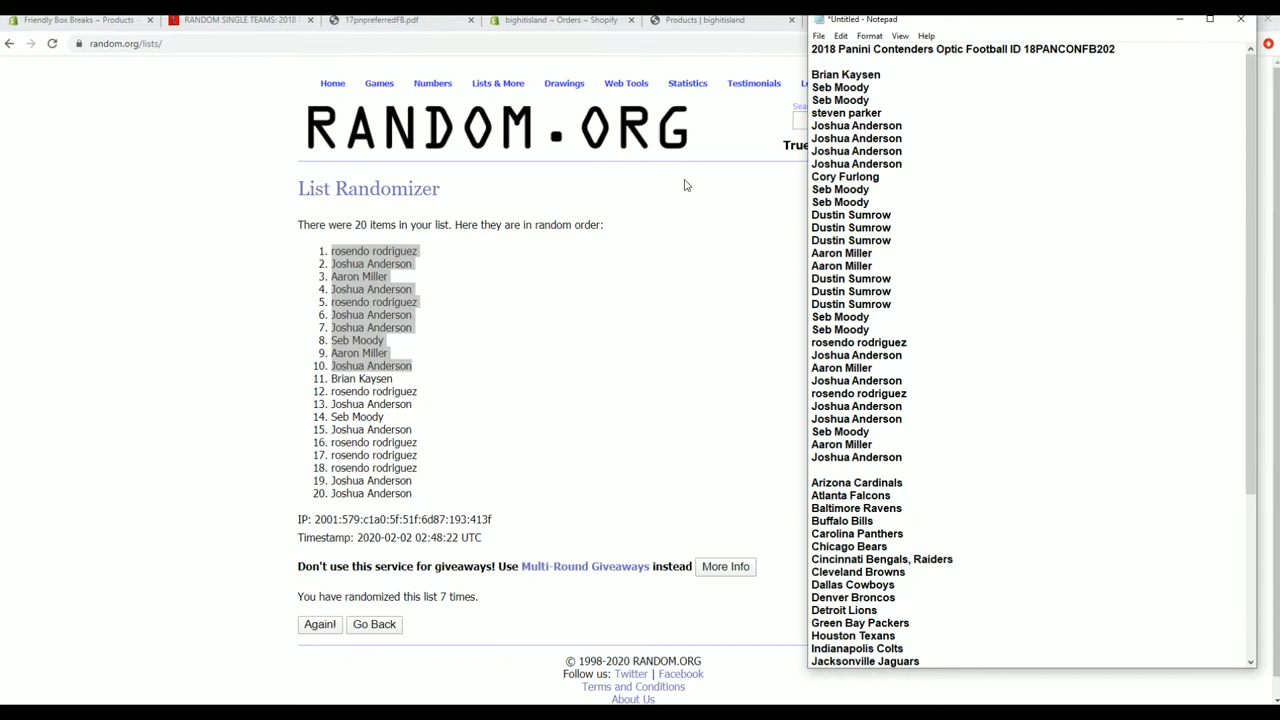 Friendly Box Breaks ~ Products -
RANDOM SINGLE TEAMS: 2018
17pnpreferredFB.pdf
bighitisland ~ Orders ~ Shopify
Products | bighitisland
random.org/lists/
Home Games Numbers Lists & More Drawings Web Tools Statistics Testimonials
RANDOM.ORG
True
List Randomizer
There were 20 items in your list. Here they are in random order:
1. rosendo rodriguez
2. Joshua Anderson
3. Aaron Miller
4. Joshua Anderson
5. rosendo rodriguez
6. Joshua Anderson
7. Joshua Anderson
8. Seb Moody
9. Aaron Miller
10. Joshua Anderson
11. Brian Kaysen
12. rosendo rodriguez
13. Joshua Anderson
14. Seb Moody
15. Joshua Anderson
16. rosendo rodriguez
17. rosendo rodriguez
18. rosendo rodriguez
19. Joshua Anderson
20. Joshua Anderson
IP: 2001:579:c1a0:5f:51f:6d87:193:413f
Timestamp: 2020-02-02 02:48:22 UTC
Don't use this service for giveaways! Use Multi-Round Giveaways instead More Info
You have randomized this list 7 times.
Again! Go Back
© 1998-2020 RANDOM.ORG
Follow us: Twitter | Facebook
Terms and Conditions
About Us
*Untitled - Notepad
File Edit Format View Help
2018 Panini Contenders Optic Football ID 18PANCONFB202
Brian Kaysen
Seb Moody
Seb Moody
steven parker
Joshua Anderson
Joshua Anderson
Joshua Anderson
Joshua Anderson
Cory Furlong
Seb Moody
Seb Moody
Dustin Sumrow
Dustin Sumrow
Dustin Sumrow
Aaron Miller
Aaron Miller
Dustin Sumrow
Dustin Sumrow
Dustin Sumrow
Seb Moody
Seb Moody
rosendo rodriguez
Joshua Anderson
Aaron Miller
Joshua Anderson
rosendo rodriguez
Joshua Anderson
Joshua Anderson
Seb Moody
Aaron Miller
Joshua Anderson
Arizona Cardinals
Atlanta Falcons
Baltimore Ravens
Buffalo Bills
Carolina Panthers
Chicago Bears
Cincinnati Bengals, Raiders
Cleveland Browns
Dallas Cowboys
Denver Broncos
Detroit Lions
Green Bay Packers
Houston Texans
Indianapolis Colts
Jacksonville Jaguars